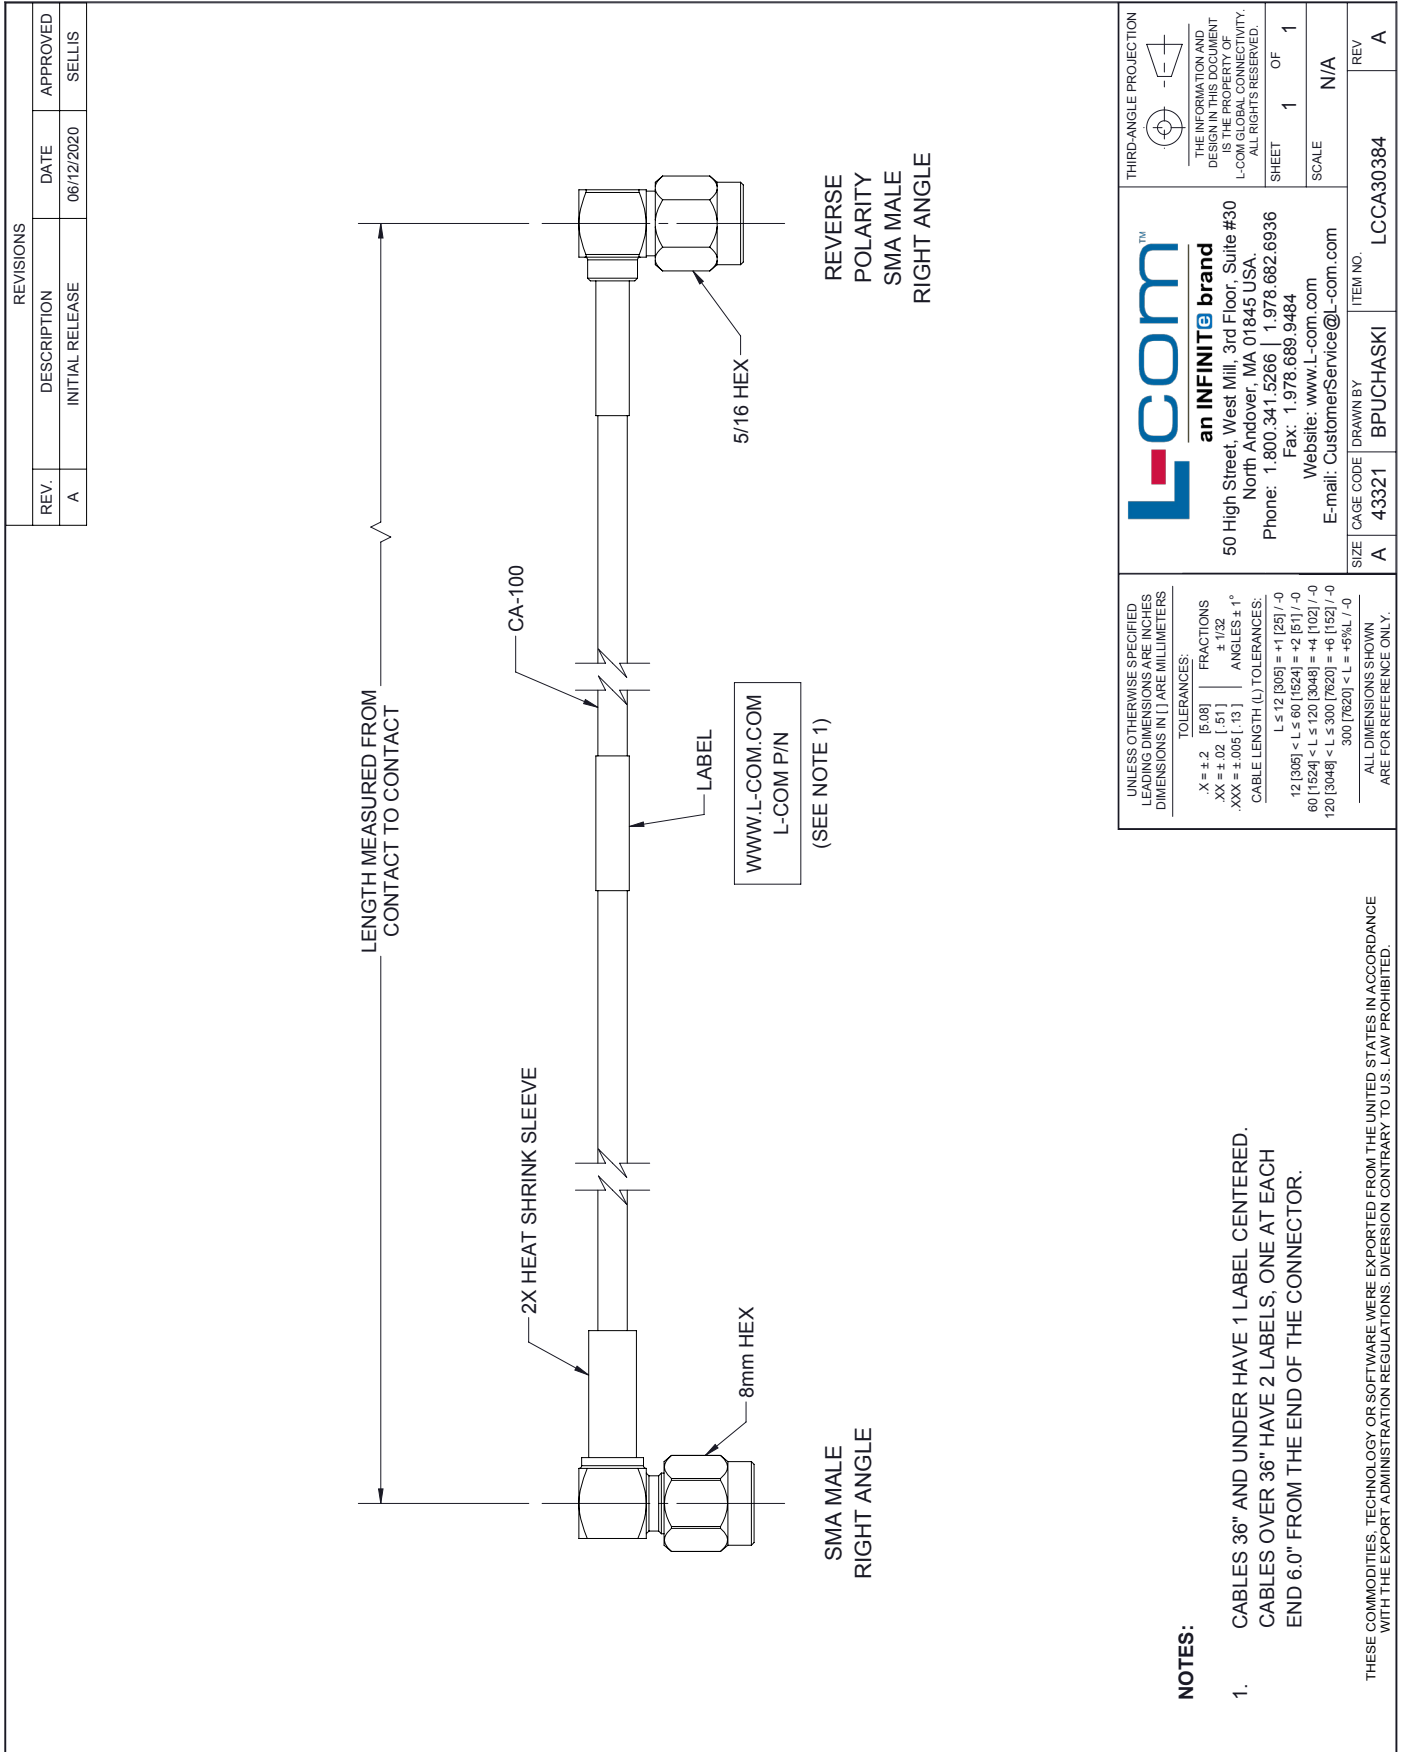 REVISIONS
REV. DESCRIPTION DATE APPROVED
A INITIAL RELEASE 06/12/2020 SELLIS
LENGTH MEASURED FROM
CONTACT TO CONTACT
2X HEAT SHRINK SLEEVE
CA-100
8mm HEX
LABEL
5/16 HEX
WWW.L-COM.COM
L-COM P/N
(SEE NOTE 1)
SMA MALE
RIGHT ANGLE
REVERSE
POLARITY
SMA MALE
RIGHT ANGLE
NOTES:
1. CABLES 36" AND UNDER HAVE 1 LABEL CENTERED.
CABLES OVER 36" HAVE 2 LABELS, ONE AT EACH
END 6.0" FROM THE END OF THE CONNECTOR.
THESE COMMODITIES, TECHNOLOGY OR SOFTWARE WERE EXPORTED FROM THE UNITED STATES IN ACCORDANCE
WITH THE EXPORT ADMINISTRATION REGULATIONS. DIVERSION CONTRARY TO U.S. LAW PROHIBITED.
UNLESS OTHERWISE SPECIFIED
LEADING DIMENSIONS ARE INCHES
DIMENSIONS IN [ ] ARE MILLIMETERS
TOLERANCES:
.X = ±.2 [5.08] FRACTIONS
.XX = ±.02 [.51] ± 1/32
.XXX = ±.005 [.13] ANGLES ± 1°
CABLE LENGTH (L) TOLERANCES:
L ≤ 12 [305] = +1 [25] / -0
12 [305] < L ≤ 60 [1524] = +2 [51] / -0
60 [1524] < L ≤ 120 [3048] = +4 [102] / -0
120 [3048] < L ≤ 300 [7620] = +6 [152] / -0
300 [7620] < L = +5%L / -0
ALL DIMENSIONS SHOWN
ARE FOR REFERENCE ONLY.
L-com™
an INFINITe brand
50 High Street, West Mill, 3rd Floor, Suite #30
North Andover, MA 01845 USA.
Phone: 1.800.341.5266 | 1.978.682.6936
Fax: 1.978.689.9484
Website: www.L-com.com
E-mail: CustomerService@L-com.com
THIRD-ANGLE PROJECTION
THE INFORMATION AND
DESIGN IN THIS DOCUMENT
IS THE PROPERTY OF
L-COM GLOBAL CONNECTIVITY.
ALL RIGHTS RESERVED.
SHEET 1 OF 1
SCALE N/A
SIZE A
CAGE CODE 43321
DRAWN BY BPUCHASKI
ITEM NO. LCCA30384
REV A